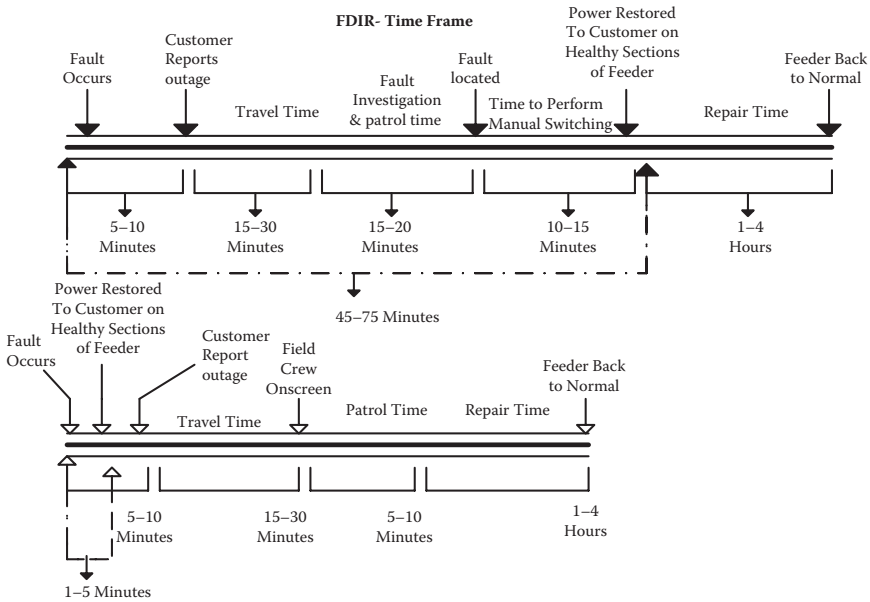 FDIR- Time Frame
Fault
Occurs
Customer
Reports
outage
Travel Time
Fault
Investigation
& patrol time
Fault
located
Time to Perform
Manual Switching
Power Restored
To Customer on
Healthy Sections
of Feeder
Repair Time
Feeder Back
to Normal
5–10
Minutes
15–30
Minutes
15–20
Minutes
10–15
Minutes
1–4
Hours
45–75 Minutes
Fault
Occurs
Power Restored
To Customer on
Healthy Sections
of Feeder
Customer
Report
outage
Travel Time
Field
Crew
Onscreen
Patrol Time
Repair Time
Feeder Back
to Normal
5–10
Minutes
15–30
Minutes
5–10
Minutes
1–4
Hours
1–5 Minutes